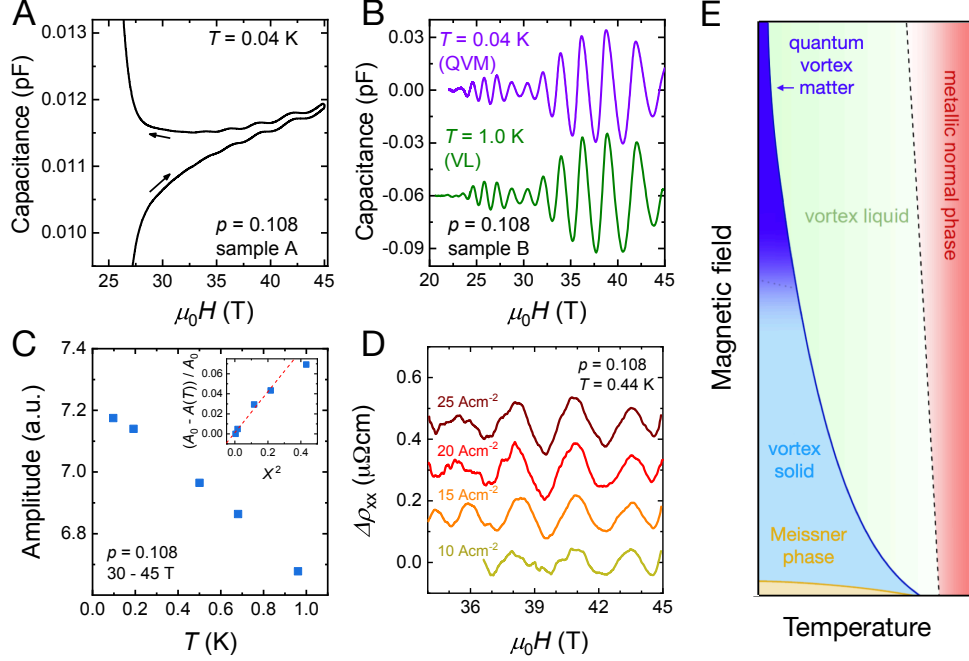 A
0.013
0.012
0.011
0.010
Capacitance (pF)
T = 0.04 K
p = 0.108
sample A
25 30 35 40 45
μ₀H (T)
B
0.03
0.00
-0.03
-0.06
-0.09
Capacitance (pF)
T = 0.04 K
(QVM)
T = 1.0 K
(VL)
p = 0.108
sample B
20 25 30 35 40 45
μ₀H (T)
C
7.4
7.2
7.0
6.8
Amplitude (a.u.)
(A₀ - A(T)) / A₀
0.08
0.06
0.04
0.02
0.00
0.0 0.2 0.4
X²
p = 0.108
30 - 45 T
0.0 0.2 0.4 0.6 0.8 1.0
T (K)
D
0.6
0.4
0.2
0.0
Δρxx (μΩcm)
p = 0.108
T = 0.44 K
25 Acm⁻²
20 Acm⁻²
15 Acm⁻²
10 Acm⁻²
36 39 42 45
μ₀H (T)
E
Magnetic field
quantum
vortex
matter
metallic normal phase
vortex liquid
vortex
solid
Meissner
phase
Temperature